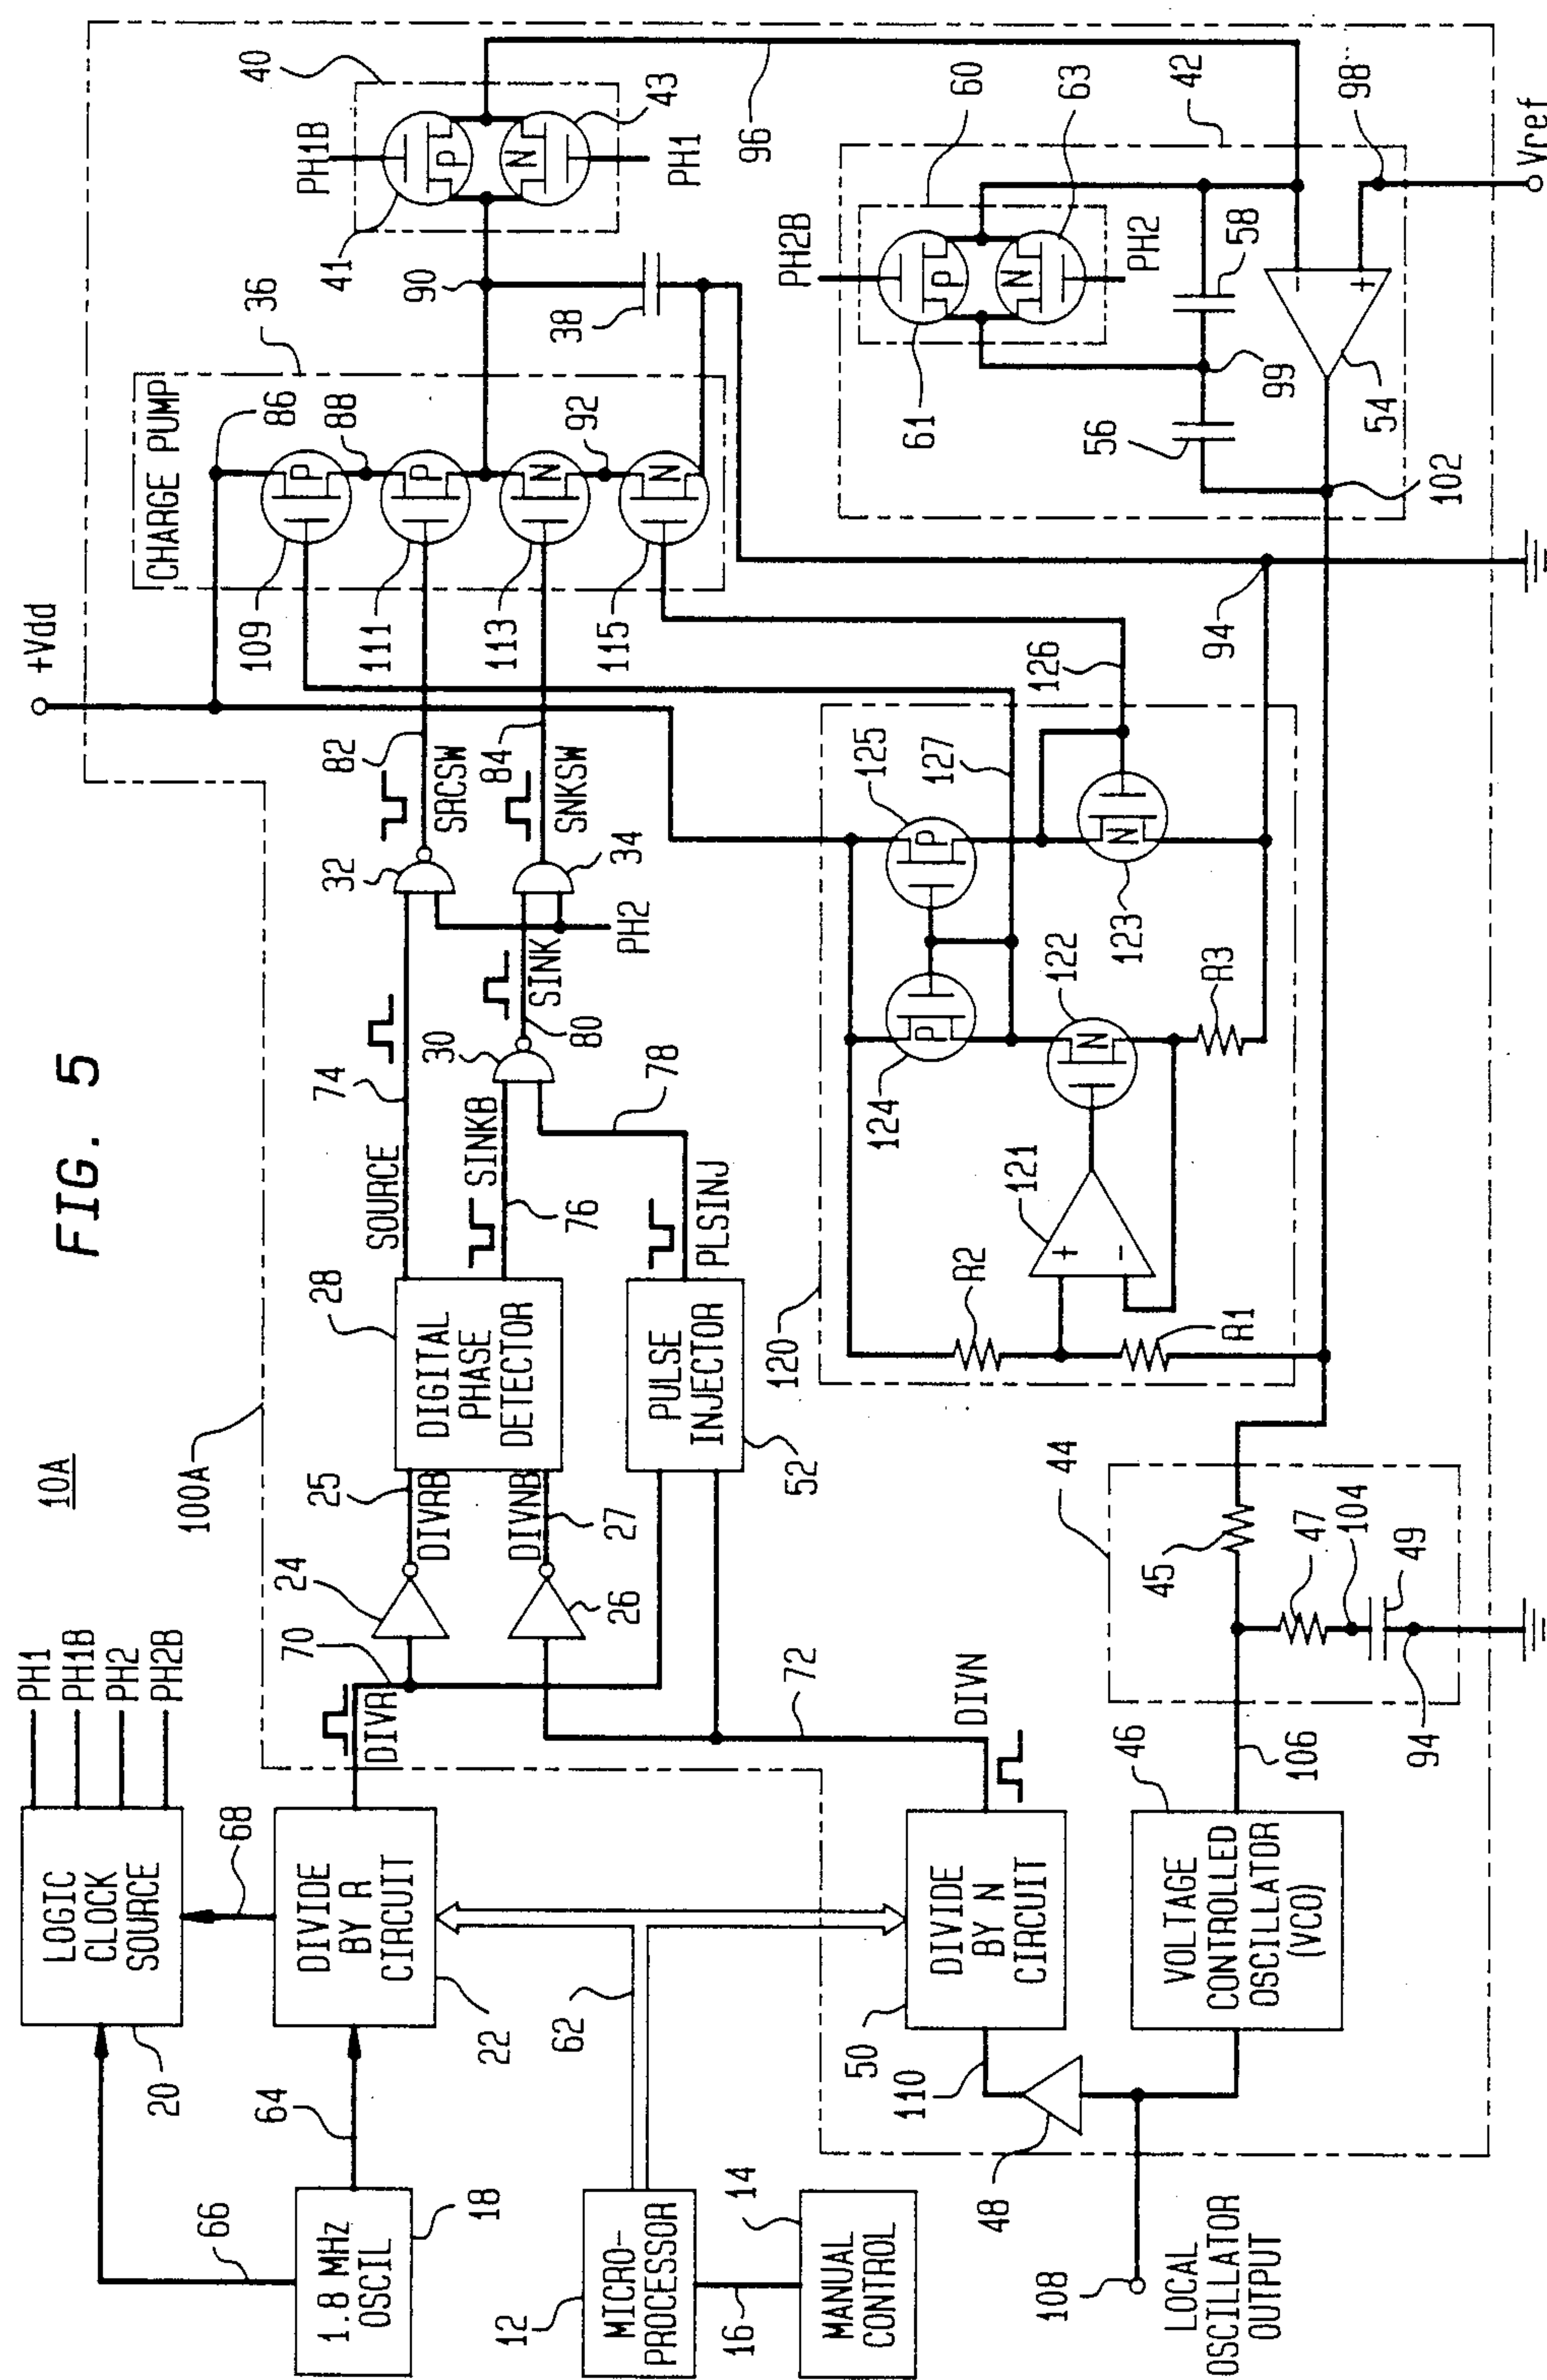 FIG. 5
10A
100A
+Vdd
PH1
PH1B
PH2
PH2B
LOGIC
CLOCK
SOURCE
20
66
68
1.8 MHz
OSCIL
18
64
DIVIDE
BY R
CIRCUIT
22
DIVR
70
24
25
DIVRB
26
27
DIVNB
28
DIGITAL
PHASE
DETECTOR
SOURCE
74
SINKB
76
PULSE
INJECTOR
52
PLSINJ
78
30
80
SINK
32
34
PH2
82
SRCSW
84
SNKSW
CHARGE PUMP
36
86
109
P
88
111
P
113
N
92
115
N
90
38
40
PH1B
41
P
N
43
PH1
96
12
MICRO-
PROCESSOR
16
14
MANUAL
CONTROL
62
72
DIVN
DIVIDE
BY N
CIRCUIT
50
110
48
108
LOCAL
OSCILLATOR
OUTPUT
46
VOLTAGE
CONTROLLED
OSCILLATOR
(VCO)
106
44
45
47
104
49
94
120
R2
R1
121
+
-
124
P
125
P
127
122
N
123
N
R3
126
94
42
60
PH2B
61
P
N
63
PH2
56
58
99
54
-
+
98
102
Vref